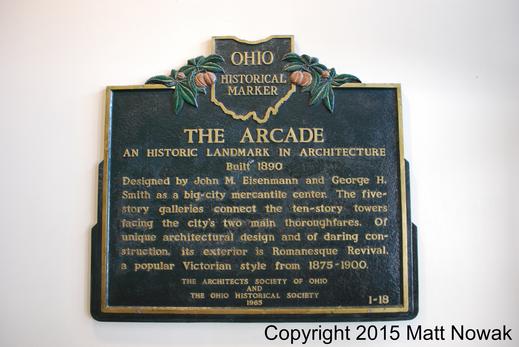 OHIO
HISTORICAL
MARKER
THE ARCADE
AN HISTORIC LANDMARK IN ARCHITECTURE
Built 1890
Designed by John M. Eisenmann and George H.
Smith as a big-city mercantile center. The five-
story galleries connect the ten-story towers
facing the city's two main thoroughfares. Of
unique architectural design and of daring con-
struction, its exterior is Romanesque Revival,
a popular Victorian style from 1875-1900.
THE ARCHITECTS SOCIETY OF OHIO
AND
THE OHIO HISTORICAL SOCIETY
1965
1-18
Copyright 2015 Matt Nowak